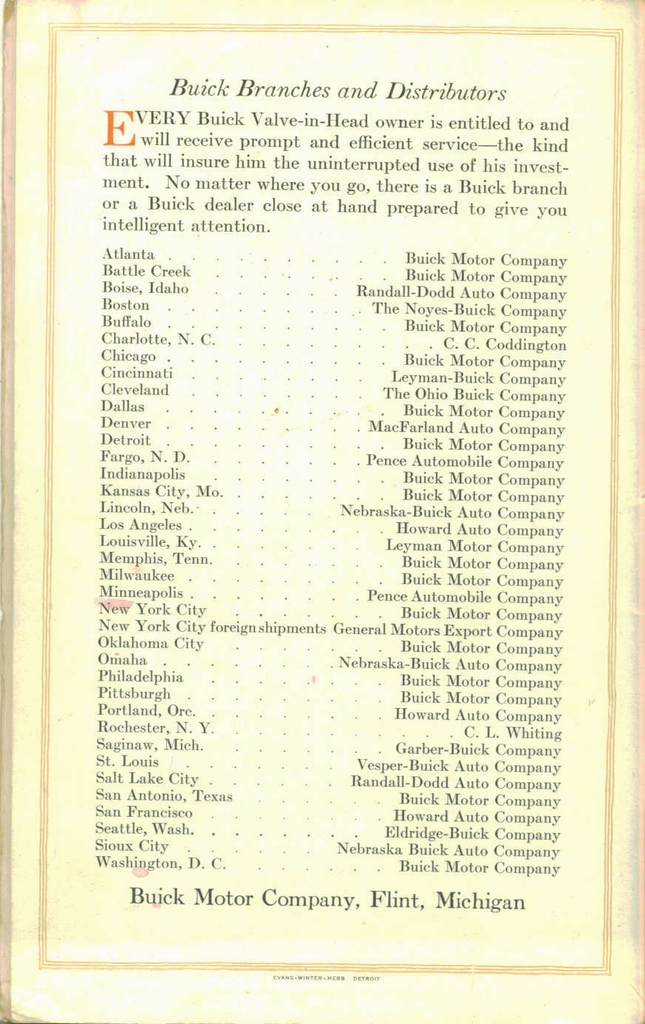 Buick Branches and Distributors
EVERY Buick Valve-in-Head owner is entitled to and
will receive prompt and efficient service—the kind
that will insure him the uninterrupted use of his invest-
ment. No matter where you go, there is a Buick branch
or a Buick dealer close at hand prepared to give you
intelligent attention.
Atlanta . . . . . . . . . . Buick Motor Company
Battle Creek . . . . . . . Buick Motor Company
Boise, Idaho . . . . . . Randall-Dodd Auto Company
Boston . . . . . . . . The Noyes-Buick Company
Buffalo . . . . . . . . . Buick Motor Company
Charlotte, N. C. . . . . . . . . . . C. C. Coddington
Chicago . . . . . . . . . Buick Motor Company
Cincinnati . . . . . . . . Leyman-Buick Company
Cleveland . . . . . . . The Ohio Buick Company
Dallas . . . . . . . . . Buick Motor Company
Denver . . . . . . . . MacFarland Auto Company
Detroit . . . . . . . . . Buick Motor Company
Fargo, N. D. . . . . . . . Pence Automobile Company
Indianapolis . . . . . . . Buick Motor Company
Kansas City, Mo. . . . . . . . Buick Motor Company
Lincoln, Neb. . . . . . . Nebraska-Buick Auto Company
Los Angeles . . . . . . . . Howard Auto Company
Louisville, Ky. . . . . . . . Leyman Motor Company
Memphis, Tenn. . . . . . . . Buick Motor Company
Milwaukee . . . . . . . . Buick Motor Company
Minneapolis . . . . . . . Pence Automobile Company
New York City . . . . . . . Buick Motor Company
New York City foreign shipments General Motors Export Company
Oklahoma City . . . . . . . Buick Motor Company
Omaha . . . . . . . . Nebraska-Buick Auto Company
Philadelphia . . . . . . . Buick Motor Company
Pittsburgh . . . . . . . . Buick Motor Company
Portland, Ore. . . . . . . . . Howard Auto Company
Rochester, N. Y. . . . . . . . . . . C. L. Whiting
Saginaw, Mich. . . . . . . . Garber-Buick Company
St. Louis . . . . . . . Vesper-Buick Auto Company
Salt Lake City . . . . . . Randall-Dodd Auto Company
San Antonio, Texas . . . . . . Buick Motor Company
San Francisco . . . . . . . Howard Auto Company
Seattle, Wash. . . . . . . . . Eldridge-Buick Company
Sioux City . . . . . . . Nebraska Buick Auto Company
Washington, D. C. . . . . . . Buick Motor Company
Buick Motor Company, Flint, Michigan
EVANS-WINTER-HEBB DETROIT